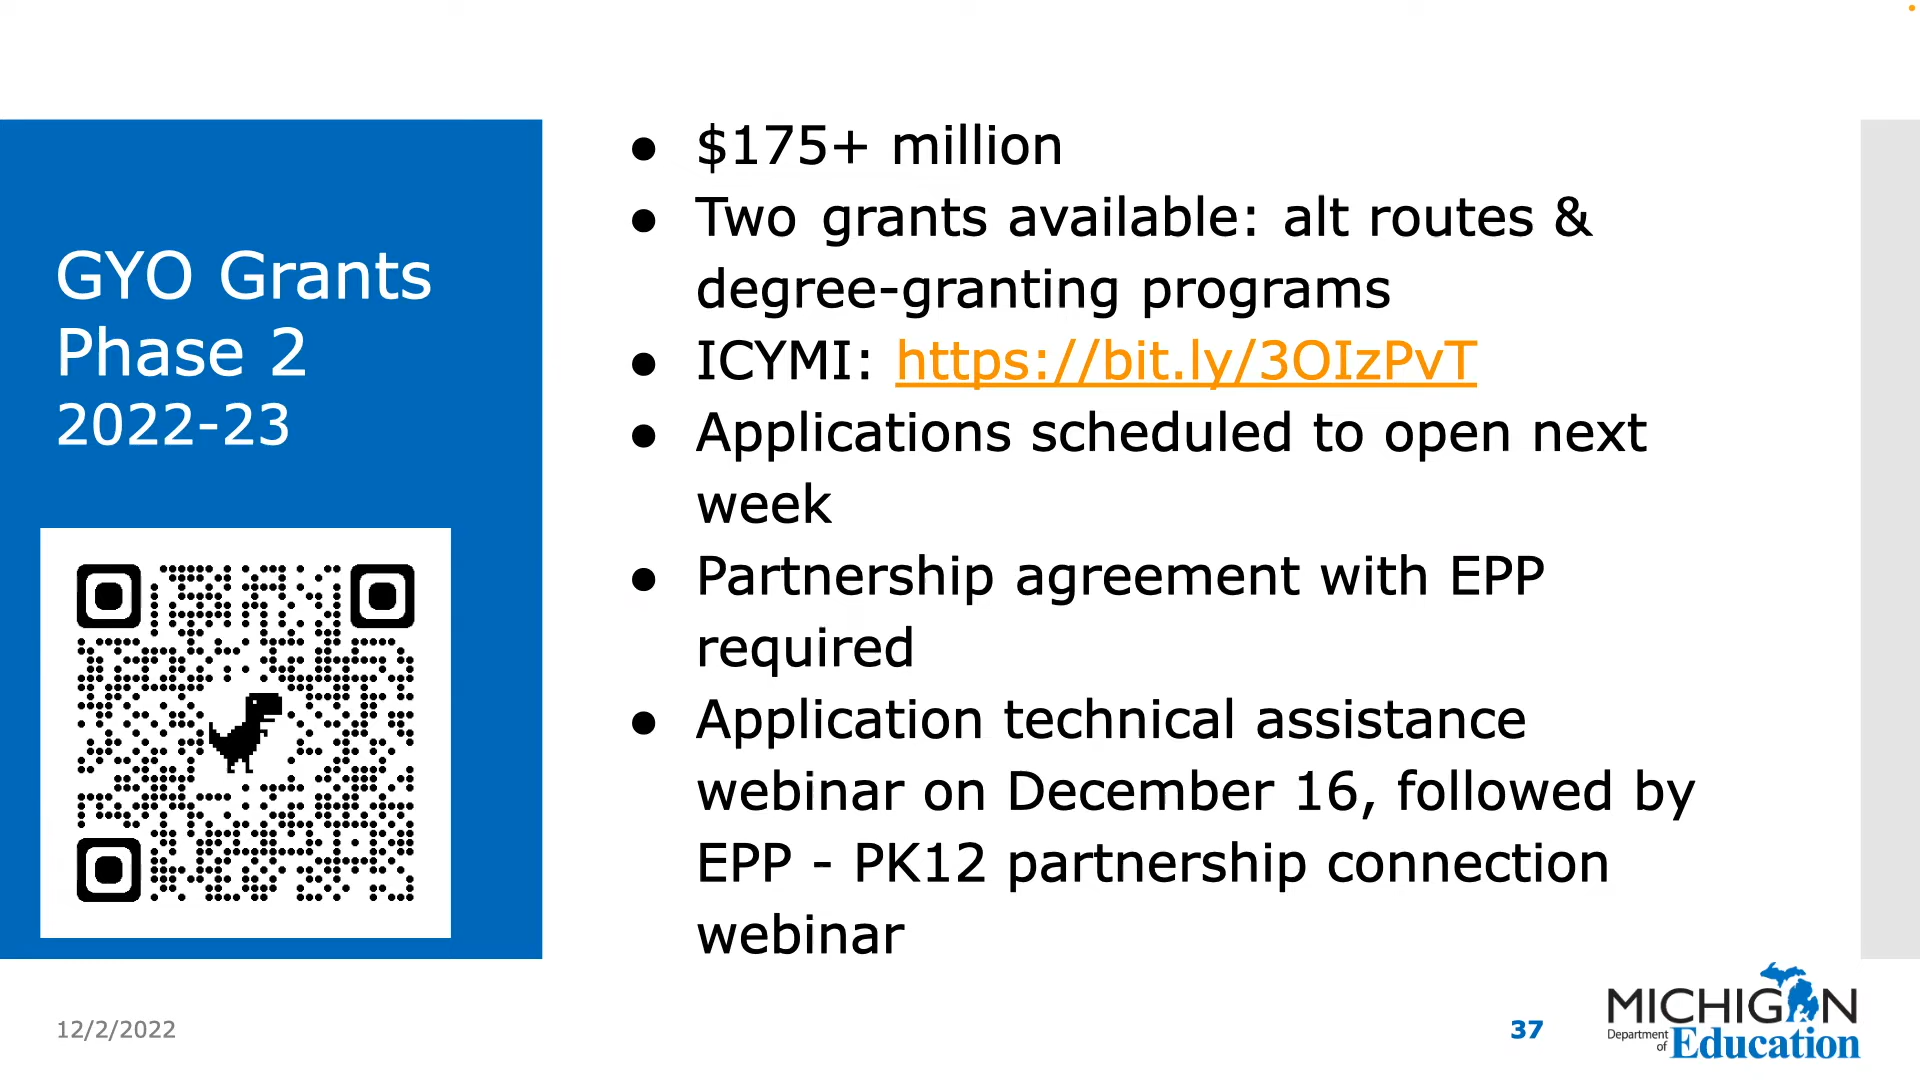 GYO Grants
Phase 2
2022-23
● $175+ million
● Two grants available: alt routes &
degree-granting programs
● ICYMI: https://bit.ly/3OIzPvT
● Applications scheduled to open next
week
● Partnership agreement with EPP
required
● Application technical assistance
webinar on December 16, followed by
EPP - PK12 partnership connection
webinar
12/2/2022
37
MICHIGAN
Department
of Education